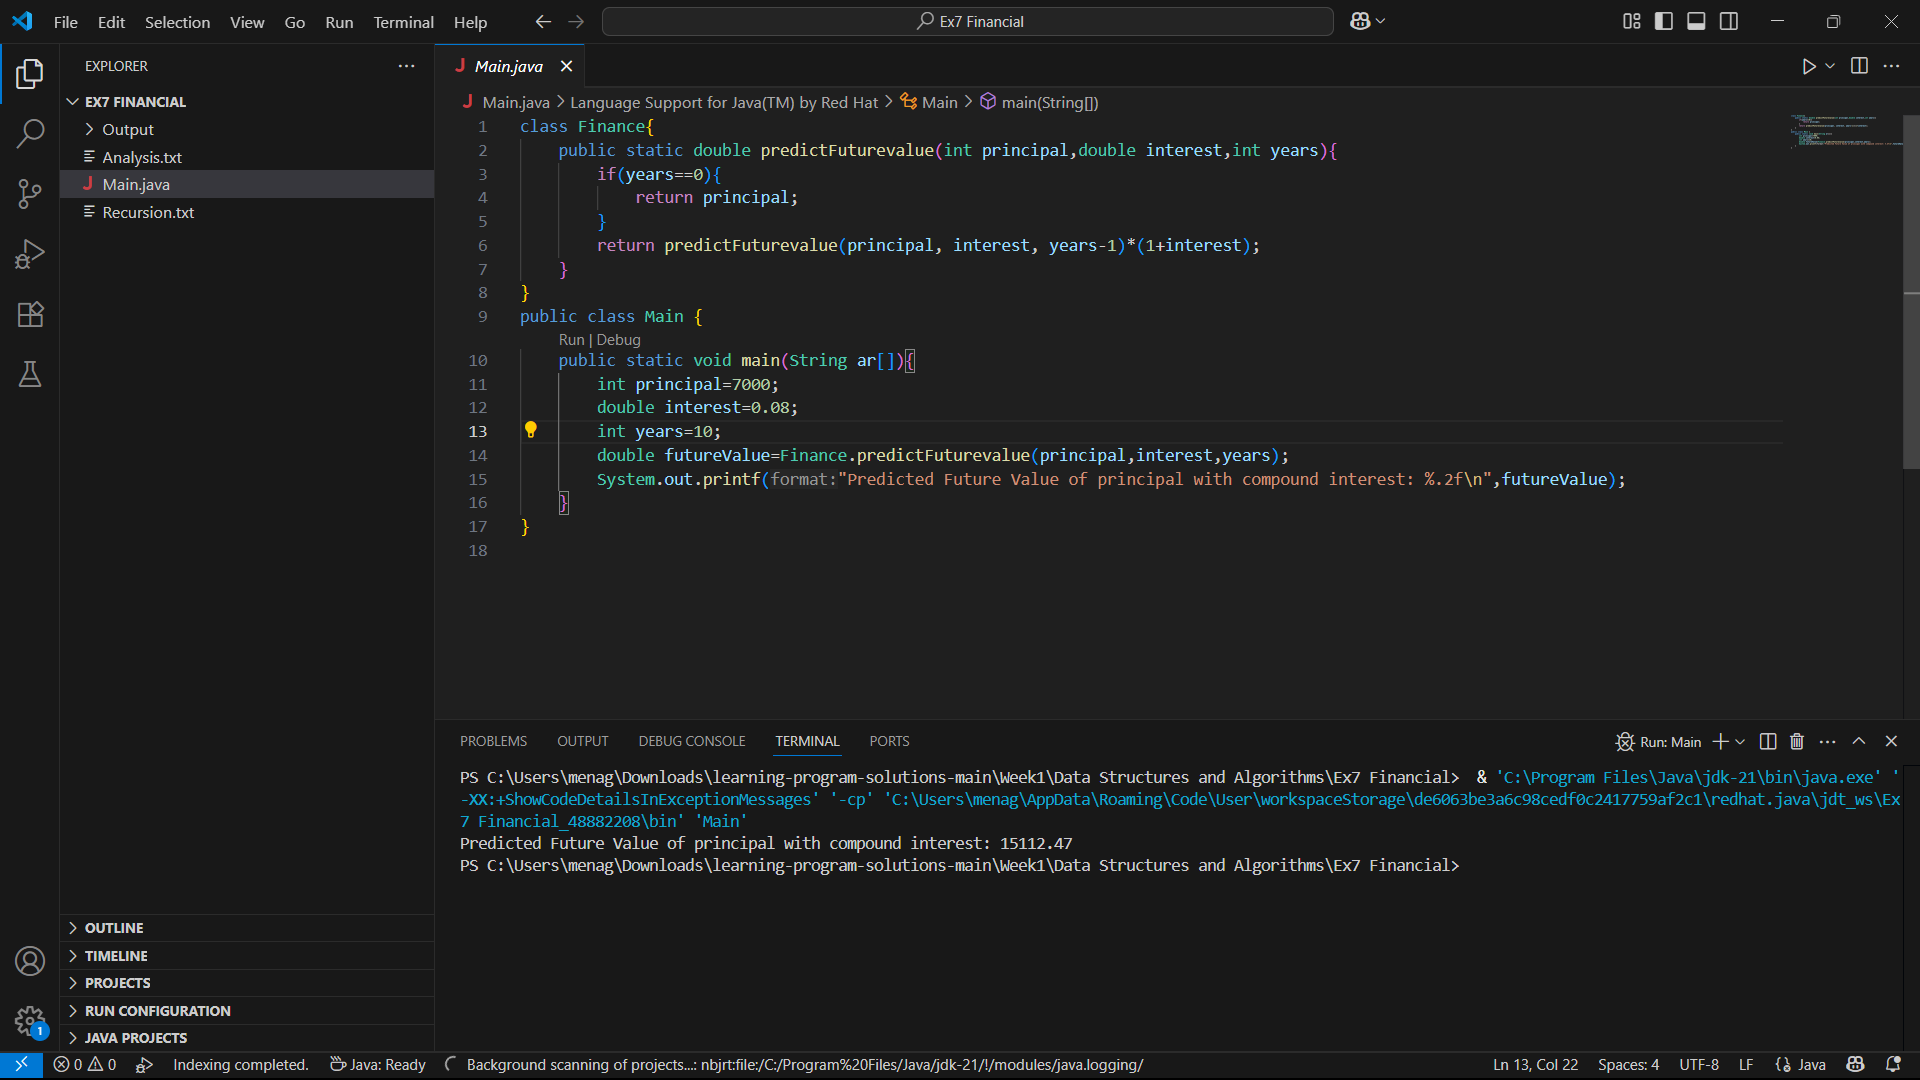 File Edit Selection View Go Run Terminal Help
Ex7 Financial
EXPLORER
EX7 FINANCIAL
Output
Analysis.txt
Main.java
Recursion.txt
OUTLINE
TIMELINE
PROJECTS
RUN CONFIGURATION
JAVA PROJECTS
1
J Main.java
J Main.java > Language Support for Java(TM) by Red Hat > Main > main(String[])
1 class Finance{
2 public static double predictFuturevalue(int principal,double interest,int years){
3 if(years==0){
4 return principal;
5 }
6 return predictFuturevalue(principal, interest, years-1)*(1+interest);
7 }
8 }
9 public class Main {
Run | Debug
10 public static void main(String ar[]){
11 int principal=7000;
12 double interest=0.08;
13 int years=10;
14 double futureValue=Finance.predictFuturevalue(principal,interest,years);
15 System.out.printf(format:"Predicted Future Value of principal with compound interest: %.2f\n",futureValue);
16 }
17 }
18
PROBLEMS OUTPUT DEBUG CONSOLE TERMINAL PORTS
Run: Main
PS C:\Users\menag\Downloads\learning-program-solutions-main\Week1\Data Structures and Algorithms\Ex7 Financial>  & 'C:\Program Files\Java\jdk-21\bin\java.exe' '
-XX:+ShowCodeDetailsInExceptionMessages' '-cp' 'C:\Users\menag\AppData\Roaming\Code\User\workspaceStorage\de6063be3a6c98cedf0c2417759af2c1\redhat.java\jdt_ws\Ex
7 Financial_48882208\bin' 'Main'
Predicted Future Value of principal with compound interest: 15112.47
PS C:\Users\menag\Downloads\learning-program-solutions-main\Week1\Data Structures and Algorithms\Ex7 Financial>
0 0 Indexing completed. Java: Ready Background scanning of projects...: nbjrt:file:/C:/Program%20Files/Java/jdk-21/!/modules/java.logging/ Ln 13, Col 22 Spaces: 4 UTF-8 LF {} Java